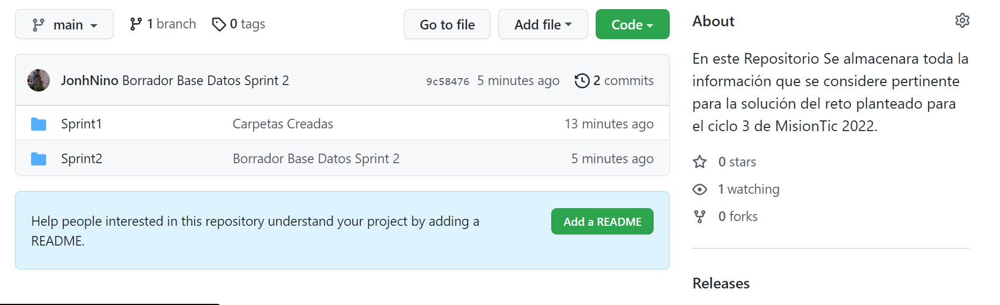 main 1 branch 0 tags Go to file Add file Code
JonhNino Borrador Base Datos Sprint 2 9c58476 5 minutes ago 2 commits
Sprint1 Carpetas Creadas 13 minutes ago
Sprint2 Borrador Base Datos Sprint 2 5 minutes ago
Help people interested in this repository understand your project by adding a
README.
Add a README
About
En este Repositorio Se almacenara toda la
información que se considere pertinente
para la solución del reto planteado para
el ciclo 3 de MisionTic 2022.
0 stars
1 watching
0 forks
Releases